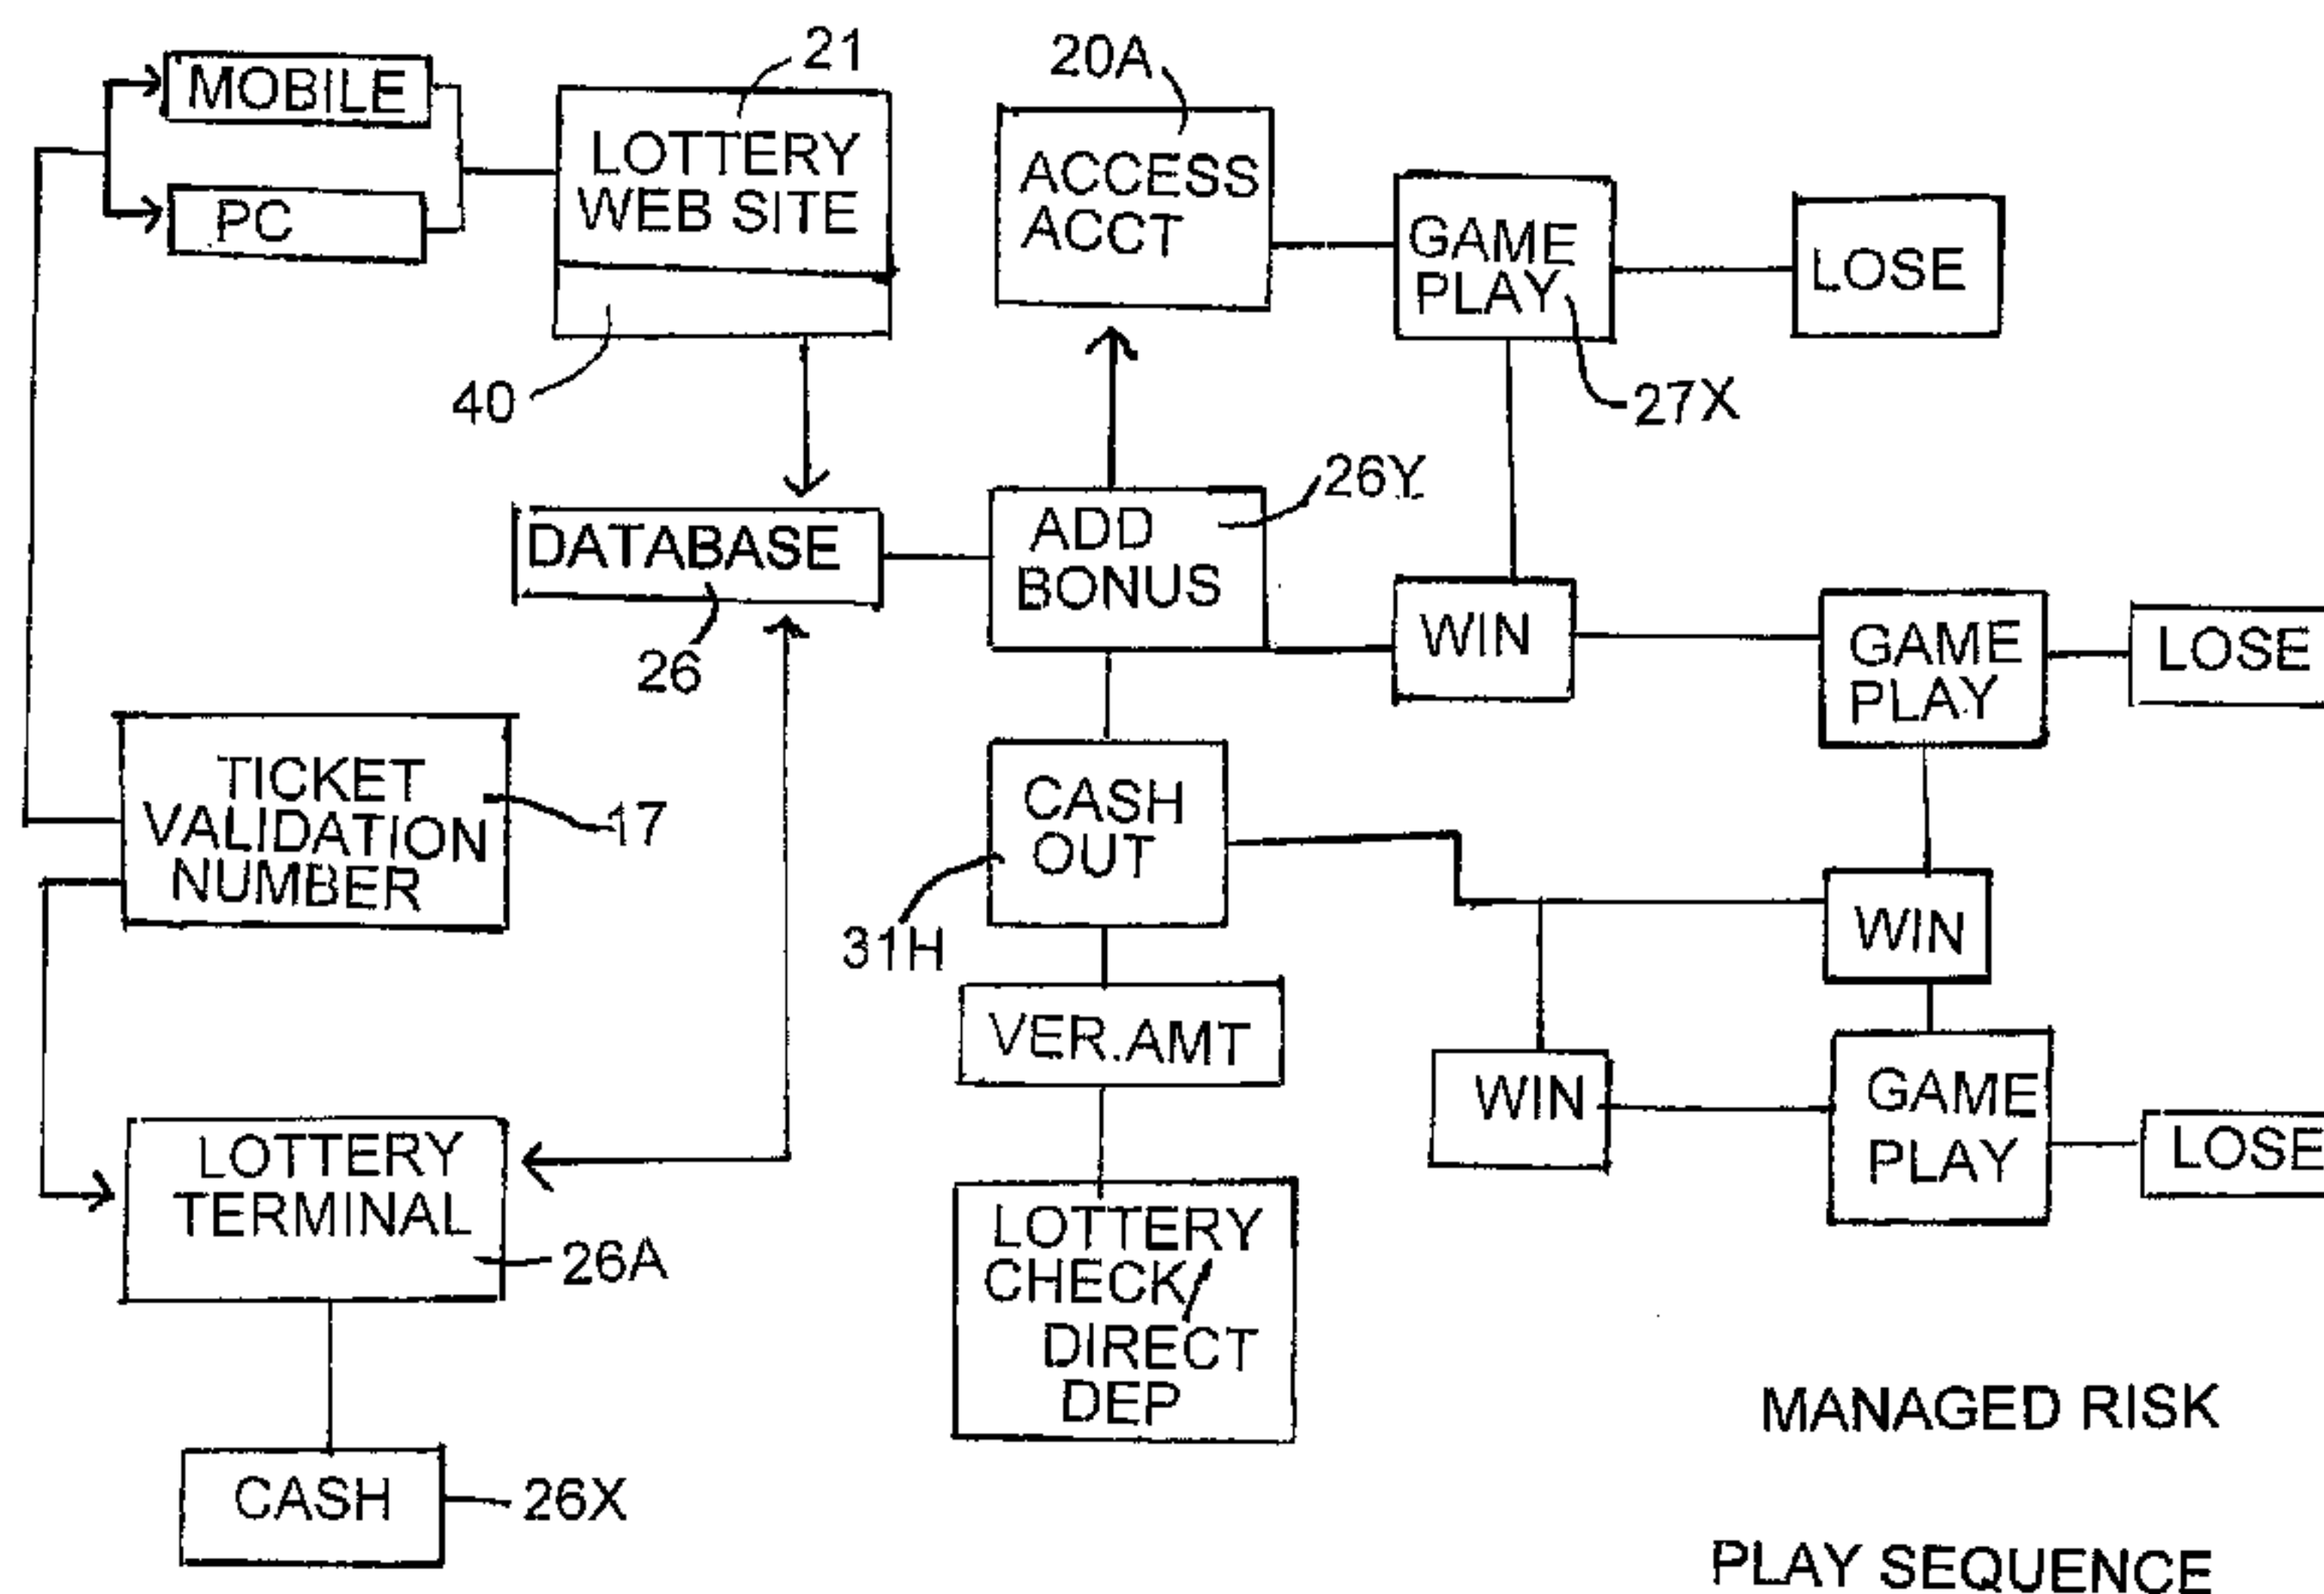 MOBILE
PC
21
LOTTERY
WEB SITE
40
20A
ACCESS
ACCT
GAME
PLAY
27X
LOSE
DATABASE
26
ADD
BONUS
26Y
WIN
GAME
PLAY
LOSE
TICKET
VALIDATION
NUMBER
17
CASH
OUT
31H
WIN
VER.AMT
WIN
GAME
PLAY
LOSE
LOTTERY
TERMINAL
26A
LOTTERY
CHECK/
DIRECT
DEP
CASH
26X
MANAGED RISK
PLAY SEQUENCE